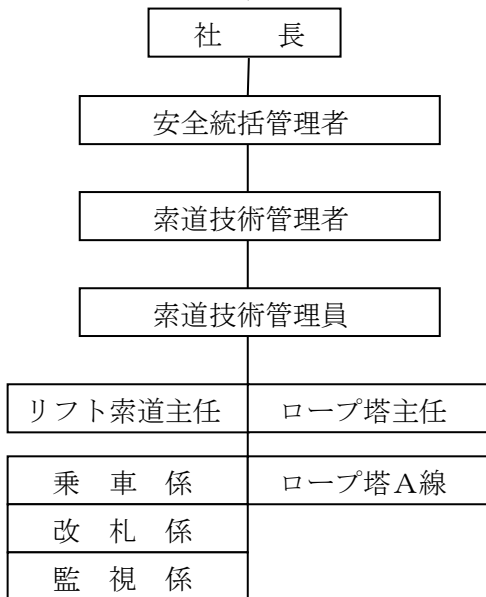 社　　長
安全統括管理者
索道技術管理者
索道技術管理員
リフト索道主任　ロープ塔主任
乗　車　係　ロープ塔A線
改　札　係
監　視　係